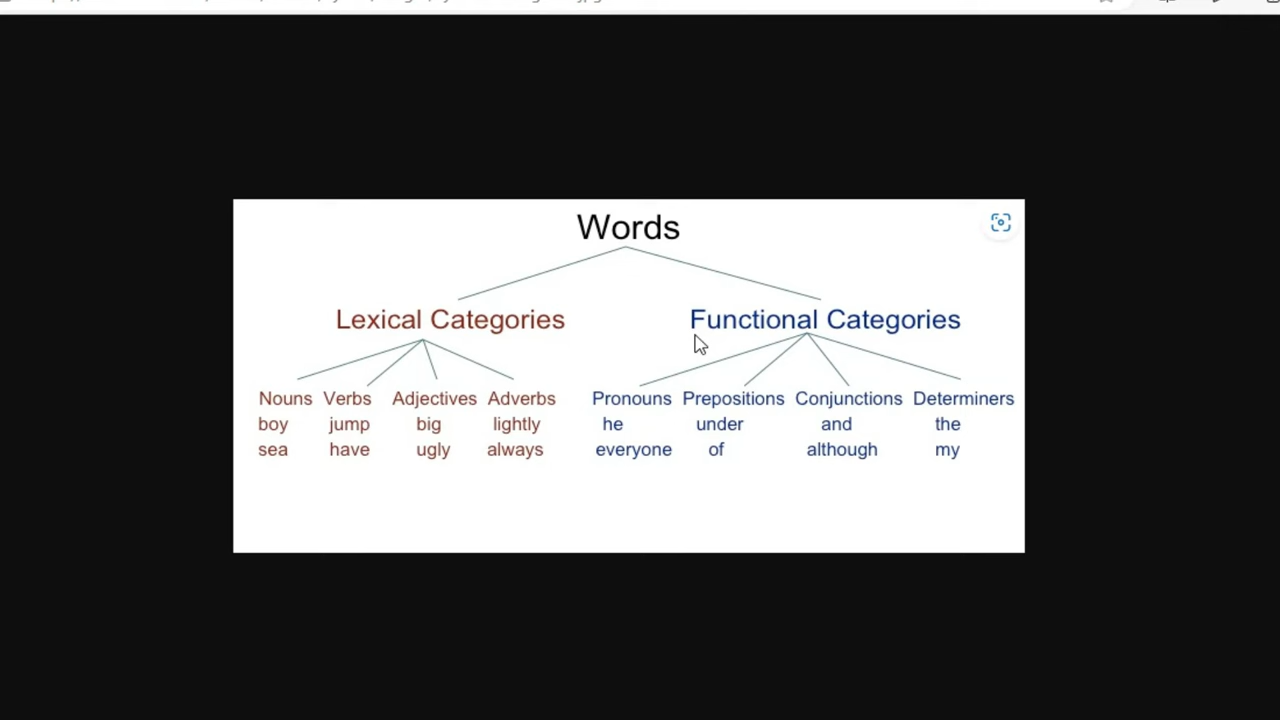 Words
Lexical Categories Functional Categories
Nouns Verbs Adjectives Adverbs Pronouns Prepositions Conjunctions Determiners
boy jump big lightly he under and the
sea have ugly always everyone of although my